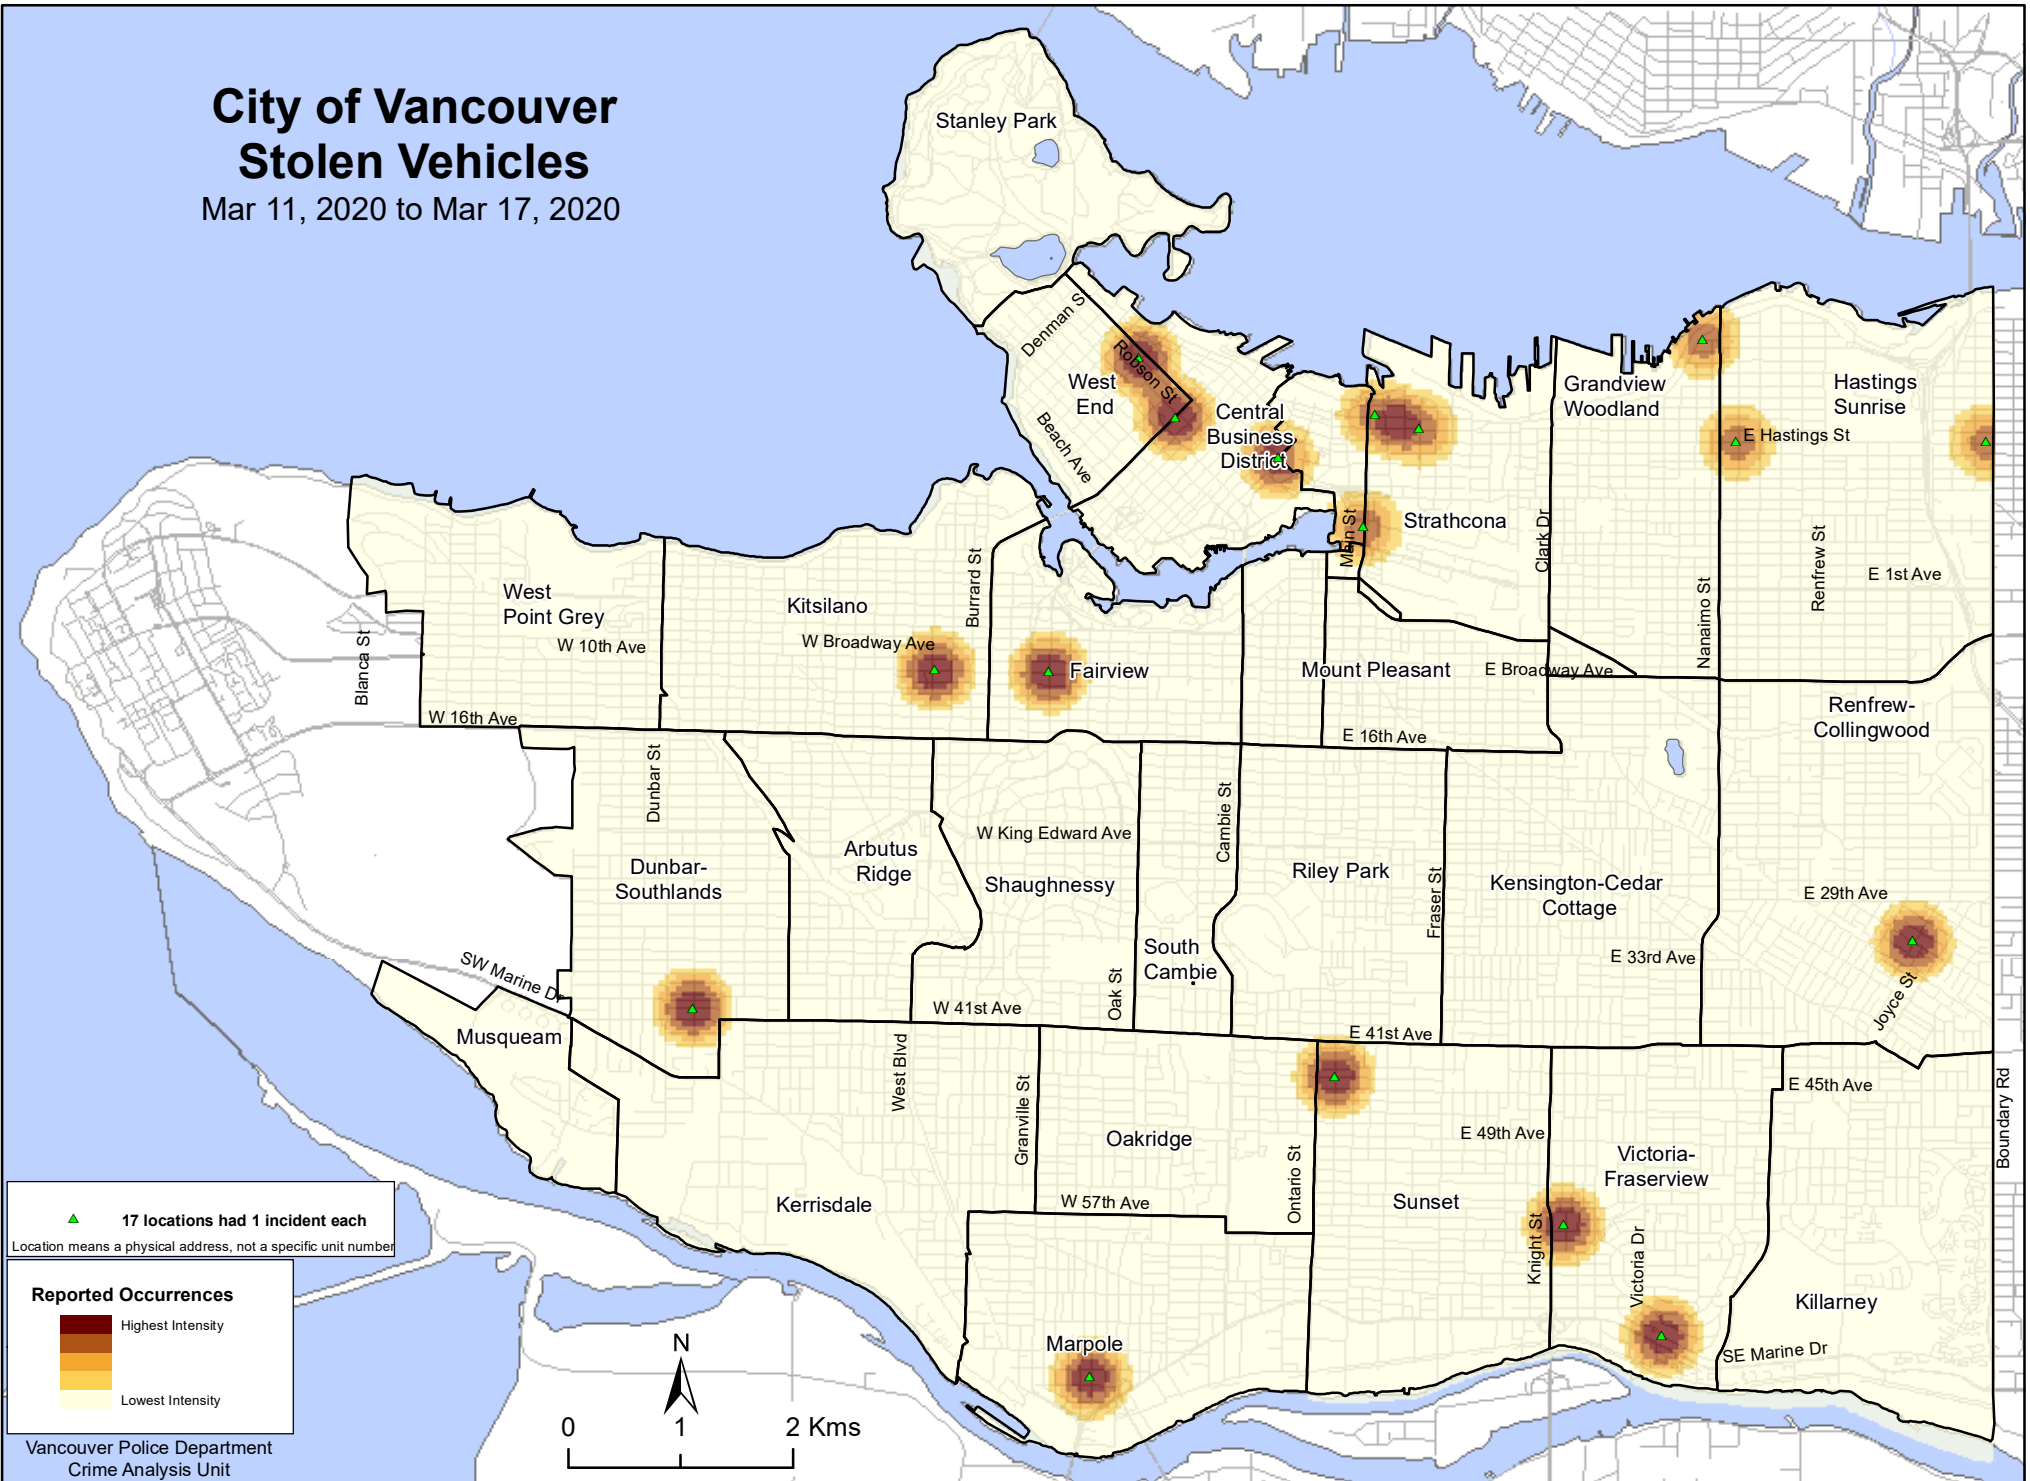 City of Vancouver
Stolen Vehicles
Mar 11, 2020 to Mar 17, 2020
Stanley Park
Denman S
Robson St
West
End
Beach Ave
Central
Business
District
Grandview
Woodland
Hastings
Sunrise
E Hastings St
Strathcona
Main St
Clark Dr
Nanaimo St
Renfrew St
E 1st Ave
West
Point Grey
W 10th Ave
Blanca St
W 16th Ave
Kitsilano
W Broadway Ave
Burrard St
Fairview
Mount Pleasant
E Broadway Ave
E 16th Ave
Renfrew-
Collingwood
Dunbar St
Dunbar-
Southlands
Arbutus
Ridge
W King Edward Ave
Shaughnessy
Cambie St
South
Cambie
Oak St
W 41st Ave
Riley Park
Fraser St
Kensington-Cedar
Cottage
E 33rd Ave
E 29th Ave
Joyce St
SW Marine Dr
Musqueam
E 41st Ave
West Blvd
Granville St
Oakridge
Ontario St
W 57th Ave
Kerrisdale
E 49th Ave
Sunset
Knight St
Victoria-
Fraserview
Victoria Dr
E 45th Ave
Boundary Rd
Killarney
SE Marine Dr
Marpole
17 locations had 1 incident each
Location means a physical address, not a specific unit number
Reported Occurrences
Highest Intensity
Lowest Intensity
Vancouver Police Department
Crime Analysis Unit
N
0 1 2 Kms